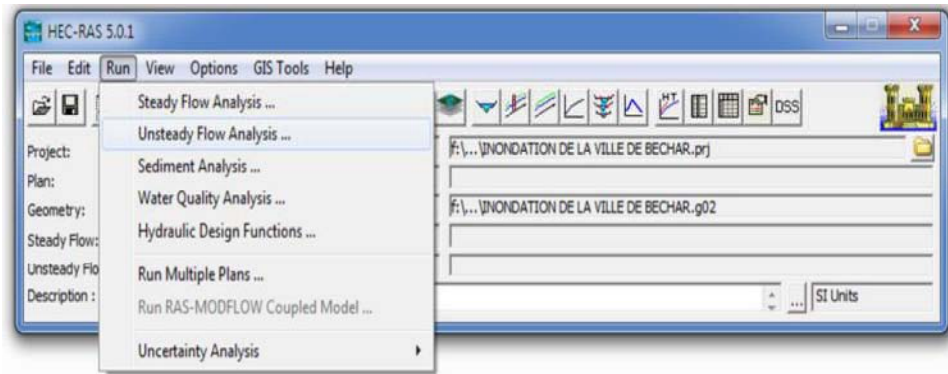 HEC-RAS 5.0.1
File Edit Run View Options GIS Tools Help
Steady Flow Analysis ...
Unsteady Flow Analysis ...
Sediment Analysis ...
Water Quality Analysis ...
Hydraulic Design Functions ...
Run Multiple Plans ...
Run RAS-MODFLOW Coupled Model ...
Uncertainty Analysis
HT DSS
Project: f:\...\INONDATION DE LA VILLE DE BECHAR.prj
Plan:
Geometry: f:\...\INONDATION DE LA VILLE DE BECHAR.g02
Steady Flow:
Unsteady Flo
Description : ... SI Units